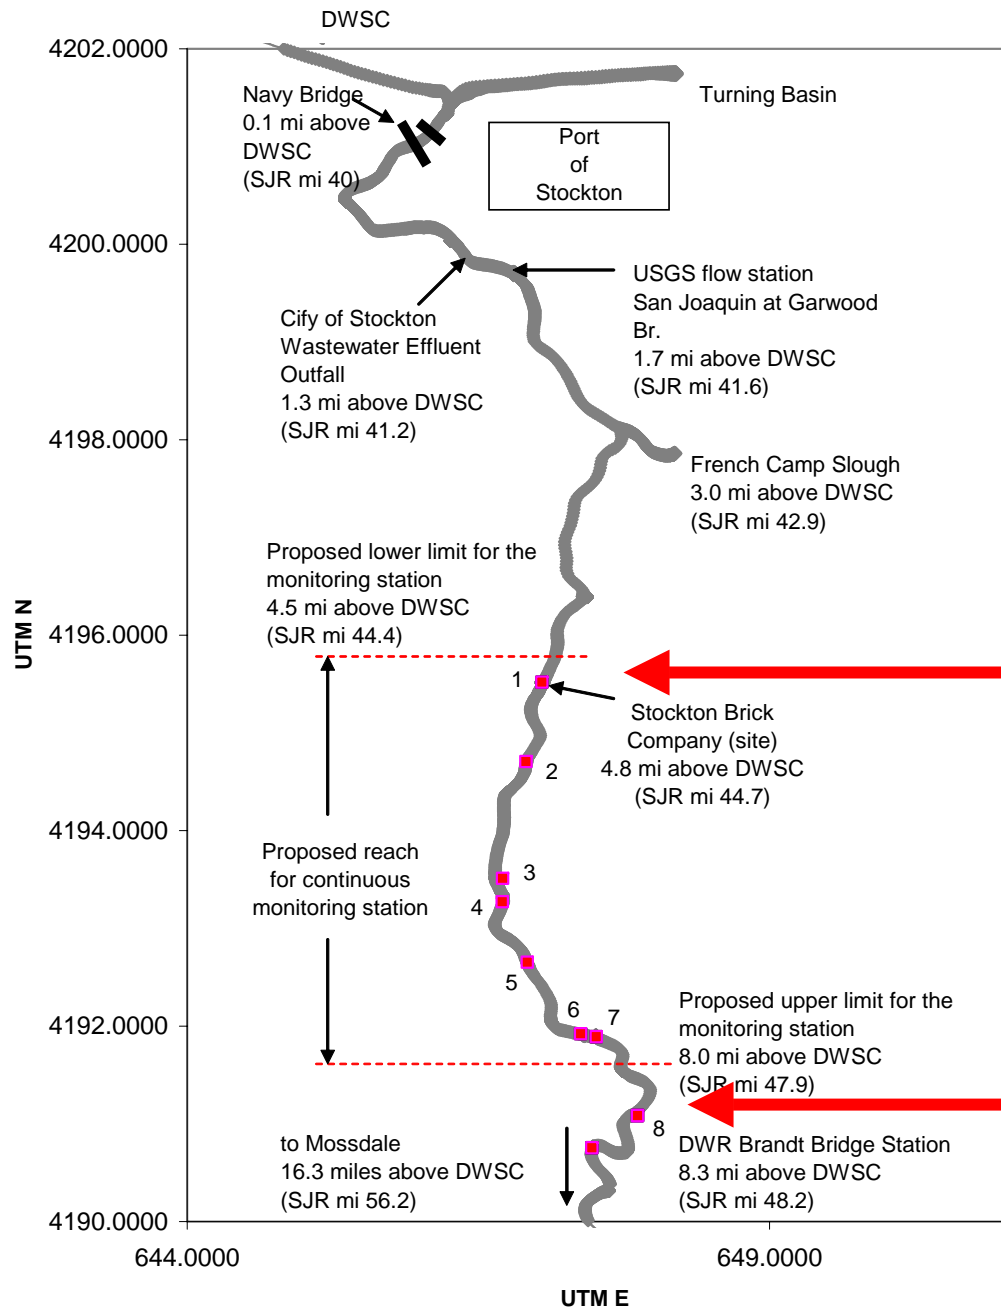 DWSC
4202.0000
Navy Bridge
0.1 mi above
DWSC
(SJR mi 40)
Turning Basin
Port
of
Stockton
4200.0000
USGS flow station
San Joaquin at Garwood
Br.
1.7 mi above DWSC
(SJR mi 41.6)
Cify of Stockton
Wastewater Effluent
Outfall
1.3 mi above DWSC
(SJR mi 41.2)
4198.0000
French Camp Slough
3.0 mi above DWSC
(SJR mi 42.9)
Proposed lower limit for the
monitoring station
4.5 mi above DWSC
(SJR mi 44.4)
4196.0000
UTM N
1
Stockton Brick
Company (site)
4.8 mi above DWSC
(SJR mi 44.7)
2
4194.0000
Proposed reach
for continuous
monitoring station
3
4
5
4192.0000
6
7
Proposed upper limit for the
monitoring station
8.0 mi above DWSC
(SJR mi 47.9)
8
to Mossdale
16.3 miles above DWSC
(SJR mi 56.2)
DWR Brandt Bridge Station
8.3 mi above DWSC
(SJR mi 48.2)
4190.0000
644.0000
649.0000
UTM E